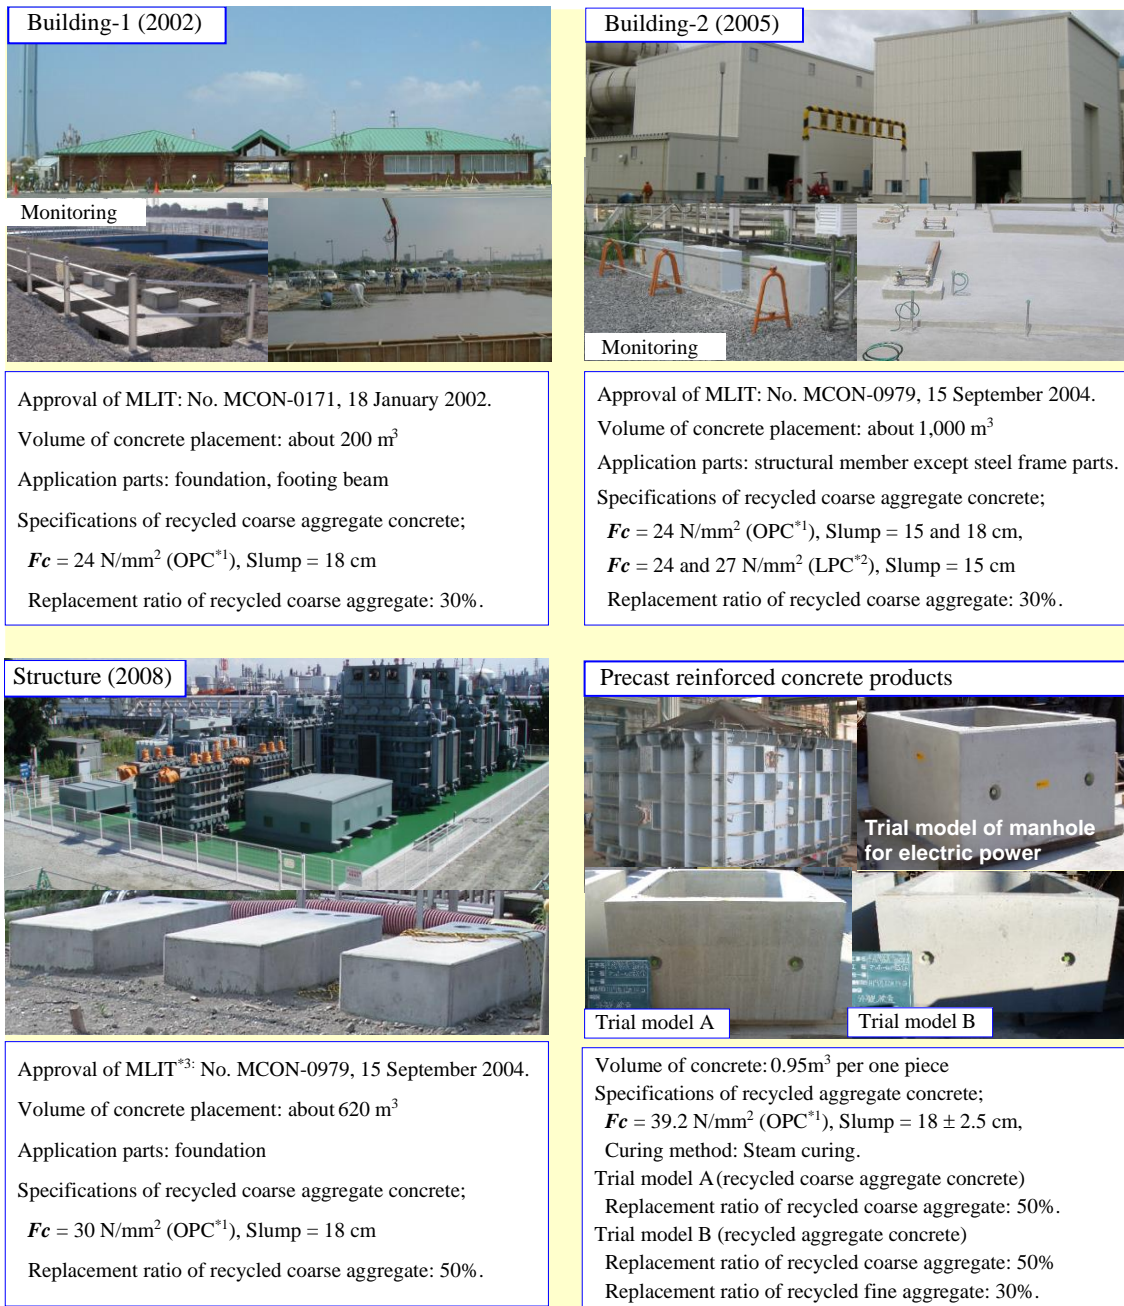 Building-1 (2002)
Monitoring
Approval of MLIT: No. MCON-0171, 18 January 2002.
Volume of concrete placement: about 200 m³
Application parts: foundation, footing beam
Specifications of recycled coarse aggregate concrete;
Fc = 24 N/mm² (OPC*1), Slump = 18 cm
Replacement ratio of recycled coarse aggregate: 30%.
Building-2 (2005)
Monitoring
Approval of MLIT: No. MCON-0979, 15 September 2004.
Volume of concrete placement: about 1,000 m³
Application parts: structural member except steel frame parts.
Specifications of recycled coarse aggregate concrete;
Fc = 24 N/mm² (OPC*1), Slump = 15 and 18 cm,
Fc = 24 and 27 N/mm² (LPC*2), Slump = 15 cm
Replacement ratio of recycled coarse aggregate: 30%.
Structure (2008)
Approval of MLIT*3: No. MCON-0979, 15 September 2004.
Volume of concrete placement: about 620 m³
Application parts: foundation
Specifications of recycled coarse aggregate concrete;
Fc = 30 N/mm² (OPC*1), Slump = 18 cm
Replacement ratio of recycled coarse aggregate: 50%.
Precast reinforced concrete products
Trial model of manhole
for electric power
Trial model A
Trial model B
Volume of concrete: 0.95m³ per one piece
Specifications of recycled aggregate concrete;
Fc = 39.2 N/mm² (OPC*1), Slump = 18 ± 2.5 cm,
Curing method: Steam curing.
Trial model A (recycled coarse aggregate concrete)
Replacement ratio of recycled coarse aggregate: 50%.
Trial model B (recycled aggregate concrete)
Replacement ratio of recycled coarse aggregate: 50%
Replacement ratio of recycled fine aggregate: 30%.